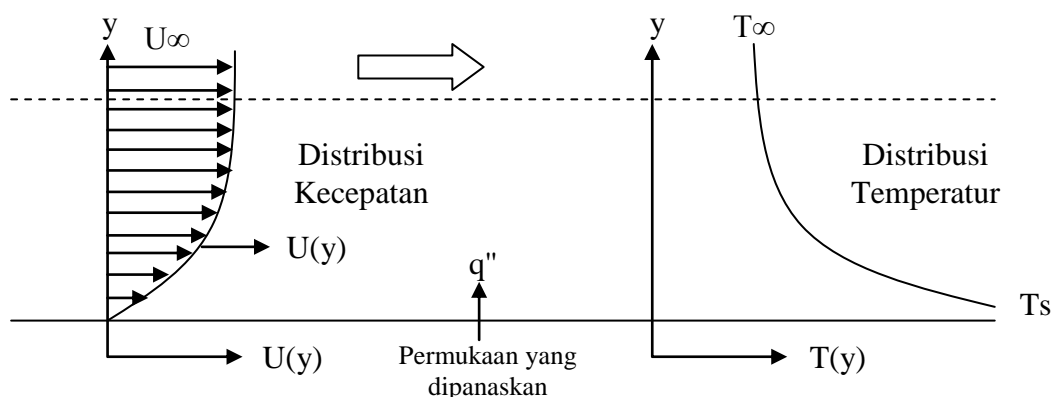 y
U∞
y
T∞
Distribusi
Kecepatan
Distribusi
Temperatur
U(y)
q"
Ts
U(y)
Permukaan yang
dipanaskan
T(y)